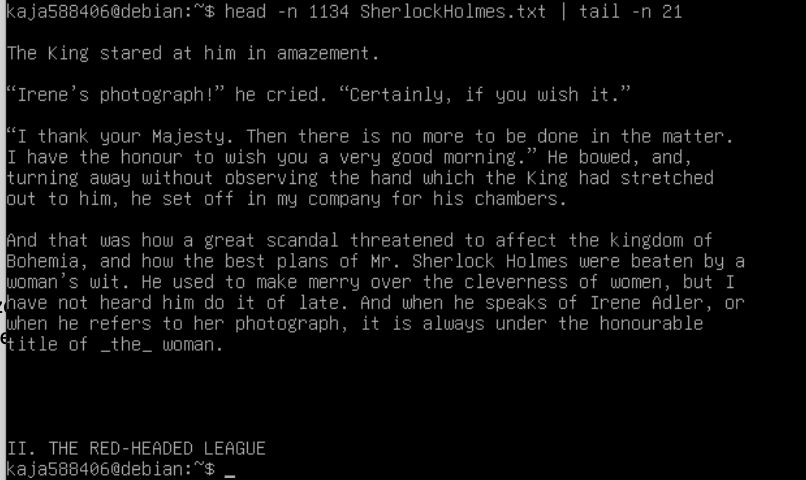 kaja588406@debian:~$ head -n 1134 SherlockHolmes.txt | tail -n 21
The King stared at him in amazement.
“Irene’s photograph!” he cried. “Certainly, if you wish it.”
“I thank your Majesty. Then there is no more to be done in the matter.
I have the honour to wish you a very good morning.” He bowed, and,
turning away without observing the hand which the King had stretched
out to him, he set off in my company for his chambers.
And that was how a great scandal threatened to affect the kingdom of
Bohemia, and how the best plans of Mr. Sherlock Holmes were beaten by a
woman’s wit. He used to make merry over the cleverness of women, but I
have not heard him do it of late. And when he speaks of Irene Adler, or
when he refers to her photograph, it is always under the honourable
title of _the_ woman.
II. THE RED-HEADED LEAGUE
kaja588406@debian:~$ _